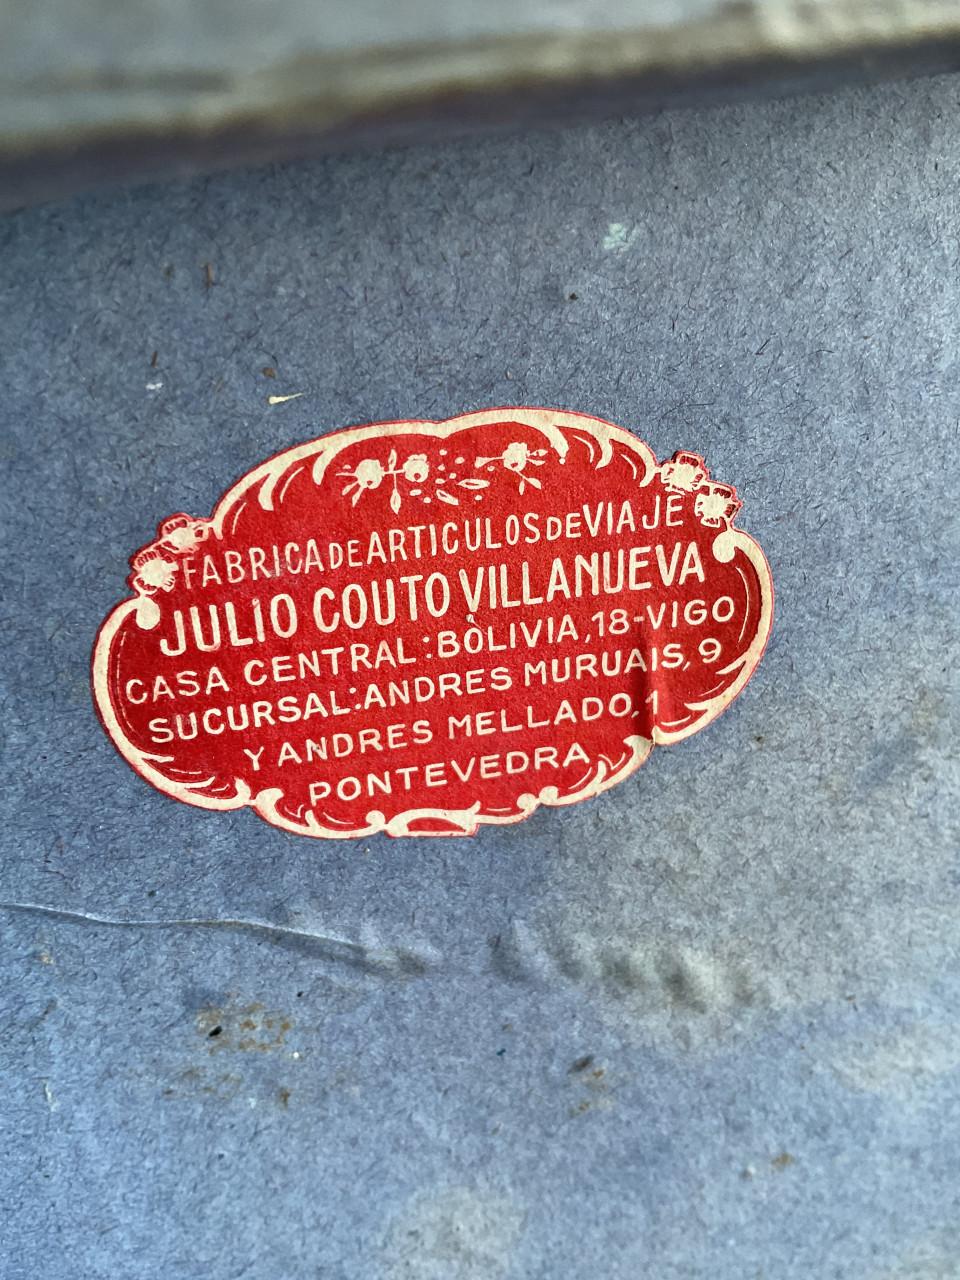 FABRICA DE ARTICULOS DE VIAJE
JULIO COUTO VILLANUEVA
CASA CENTRAL: BOLIVIA, 18-VIGO
SUCURSAL: ANDRES MURUAIS, 9
Y ANDRES MELLADO, 1
PONTEVEDRA